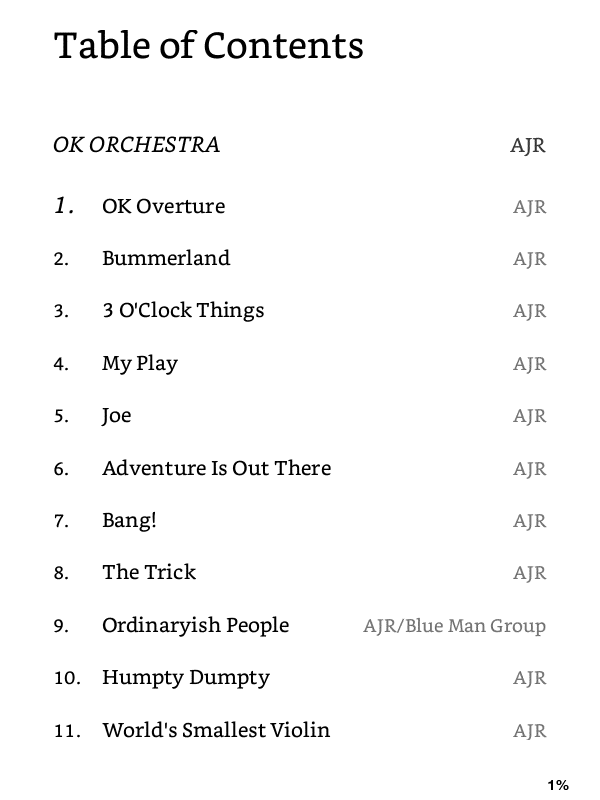 Table of Contents
OK ORCHESTRA AJR
1. OK Overture AJR
2. Bummerland AJR
3. 3 O'Clock Things AJR
4. My Play AJR
5. Joe AJR
6. Adventure Is Out There AJR
7. Bang! AJR
8. The Trick AJR
9. Ordinaryish People AJR/Blue Man Group
10. Humpty Dumpty AJR
11. World's Smallest Violin AJR
1%